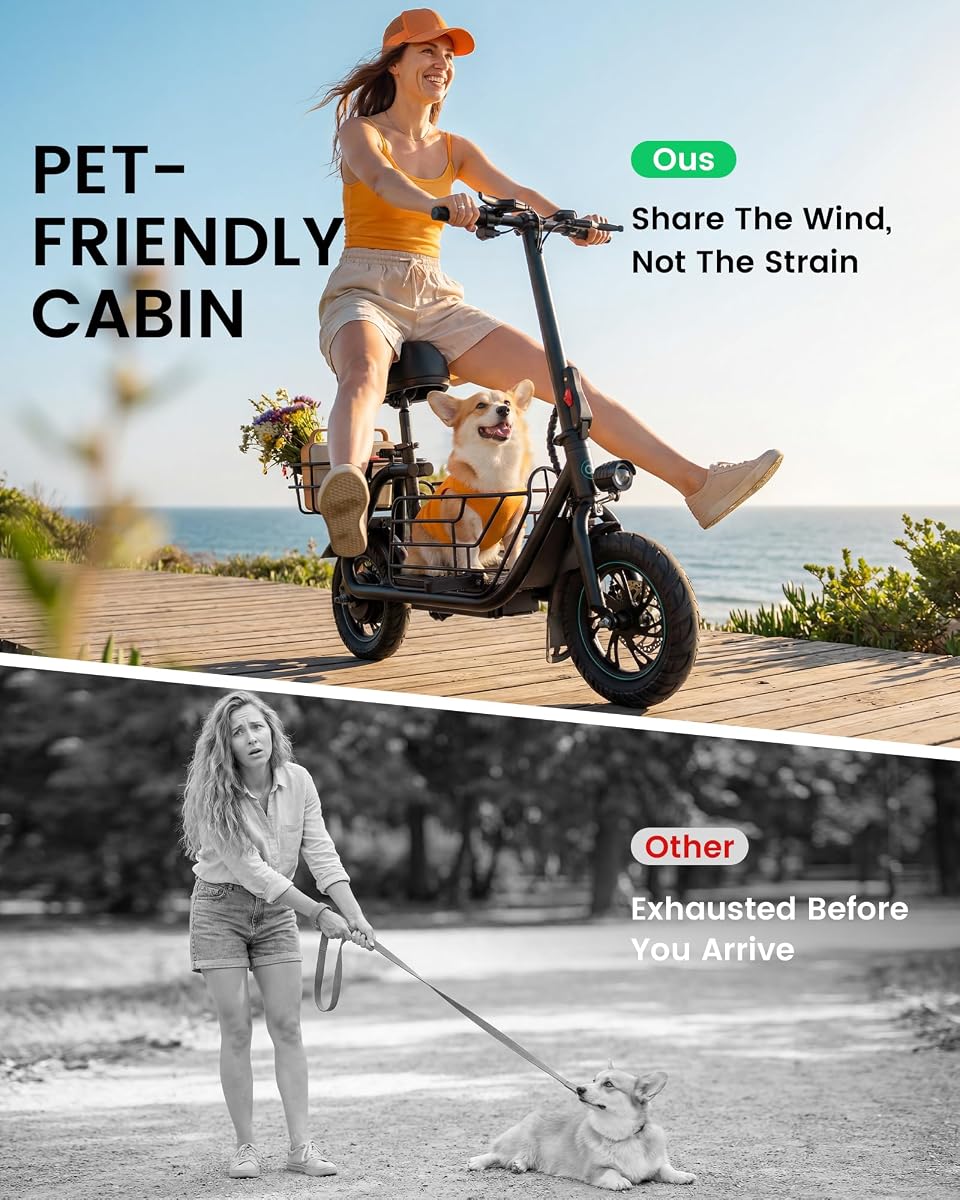 PET-
FRIENDLY
CABIN
Ous
Share The Wind,
Not The Strain
Other
Exhausted Before
You Arrive